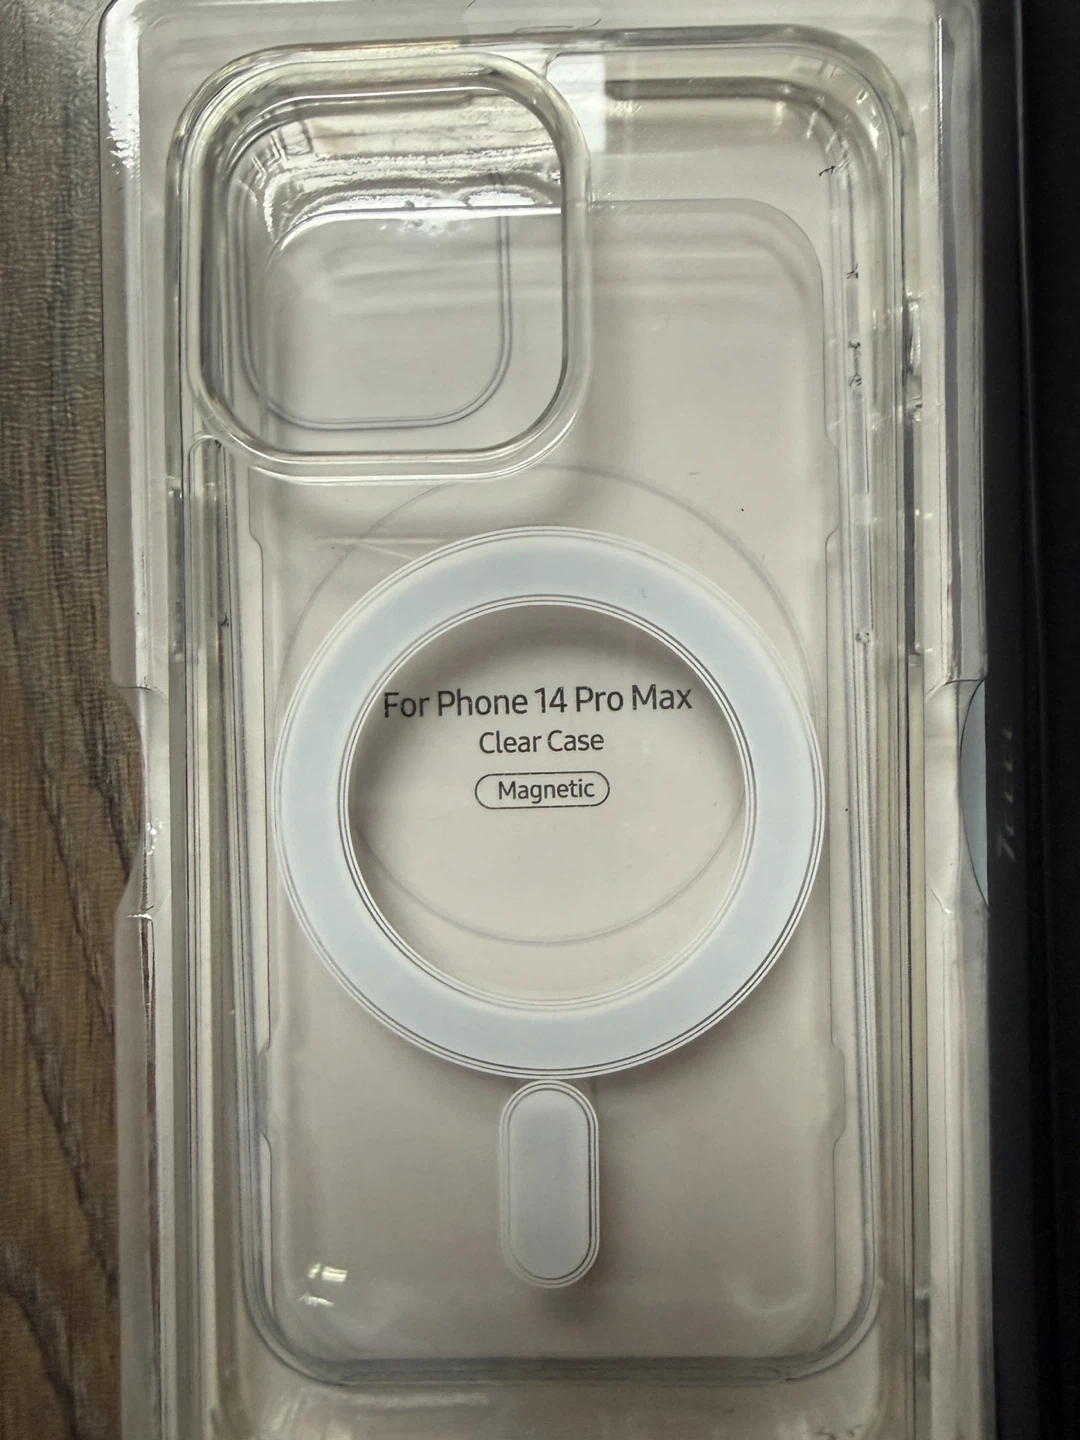 For Phone 14 Pro Max
Clear Case
Magnetic